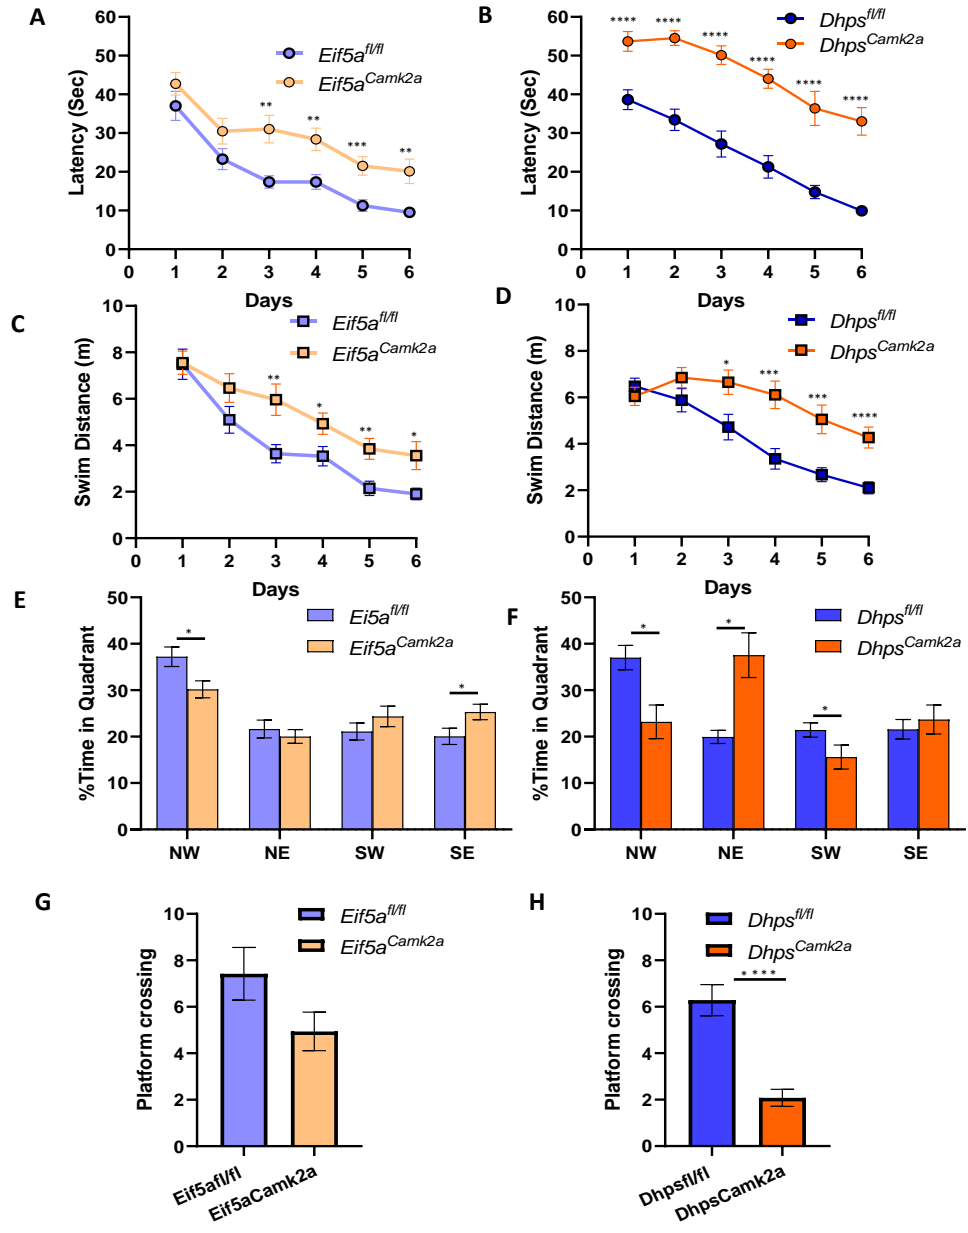 A
Latency (Sec)
60
50
40
30
20
10
0
0 1 2 3 4 5 6
Days
Eif5a^fl/fl
Eif5a^Camk2a
** ** *** **
B
Latency (Sec)
60
50
40
30
20
10
0
0 1 2 3 4 5 6
Days
Dhps^fl/fl
Dhps^Camk2a
**** **** **** **** **** ****
C
Swim Distance (m)
10
8
6
4
2
0
0 1 2 3 4 5 6
Days
Eif5a^fl/fl
Eif5a^Camk2a
** * ** *
D
Swim Distance (m)
10
8
6
4
2
0
0 1 2 3 4 5 6
Days
Dhps^fl/fl
Dhps^Camk2a
* *** *** ****
E
%Time in Quadrant
50
40
30
20
10
0
NW NE SW SE
Ei5a^fl/fl
Eif5a^Camk2a
* *
F
%Time in Quadrant
50
40
30
20
10
0
NW NE SW SE
Dhps^fl/fl
Dhps^Camk2a
* * *
G
Platform crossing
10
8
6
4
2
0
Eif5afl/fl
Eif5aCamk2a
Eif5a^fl/fl
Eif5a^Camk2a
H
Platform crossing
10
8
6
4
2
0
Dhpsfl/fl
DhpsCamk2a
Dhps^fl/fl
Dhps^Camk2a
****